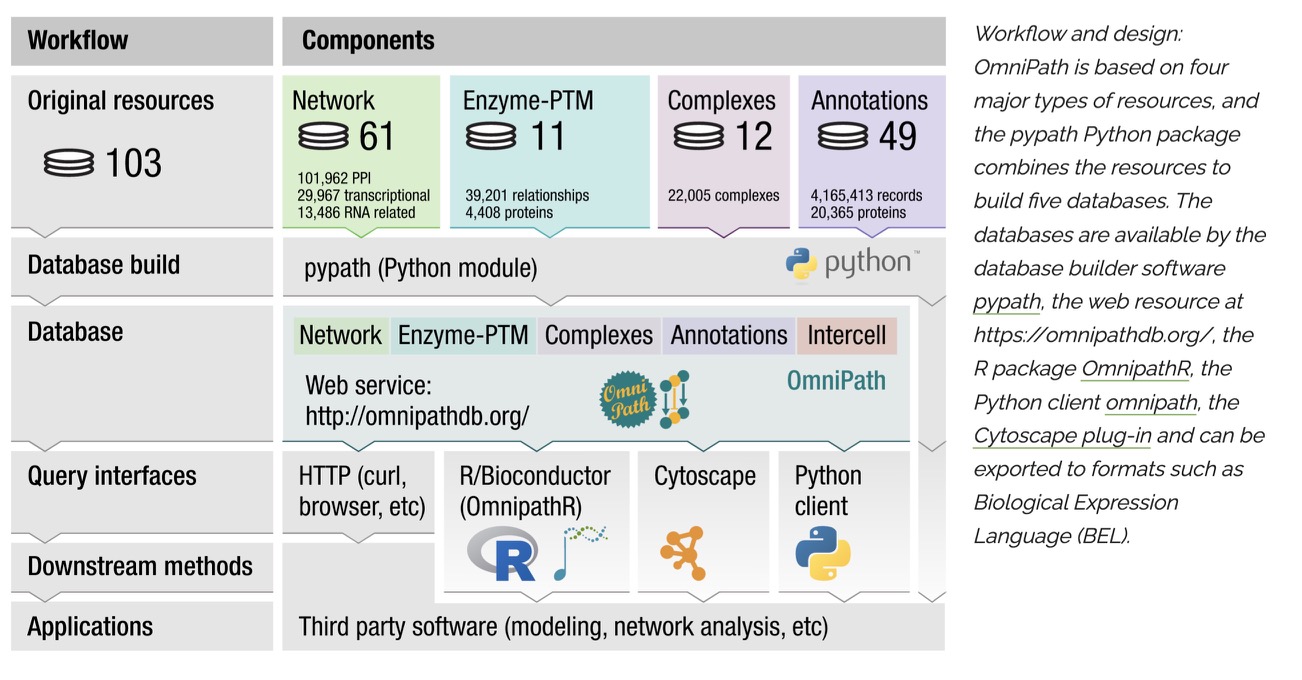 Workflow
Components
Original resources
103
Network
61
101,962 PPI
29,967 transcriptional
13,486 RNA related
Enzyme-PTM
11
39,201 relationships
4,408 proteins
Complexes
12
22,005 complexes
Annotations
49
4,165,413 records
20,365 proteins
Database build
pypath (Python module)
python™
Database
Network
Enzyme-PTM
Complexes
Annotations
Intercell
Web service:
http://omnipathdb.org/
Omni
Path
OmniPath
Query interfaces
HTTP (curl,
browser, etc)
R/Bioconductor
(OmnipathR)
R
Cytoscape
Python
client
Downstream methods
Applications
Third party software (modeling, network analysis, etc)
Workflow and design:
OmniPath is based on four
major types of resources, and
the pypath Python package
combines the resources to
build five databases. The
databases are available by the
database builder software
pypath, the web resource at
https://omnipathdb.org/, the
R package OmnipathR, the
Python client omnipath, the
Cytoscape plug-in and can be
exported to formats such as
Biological Expression
Language (BEL).